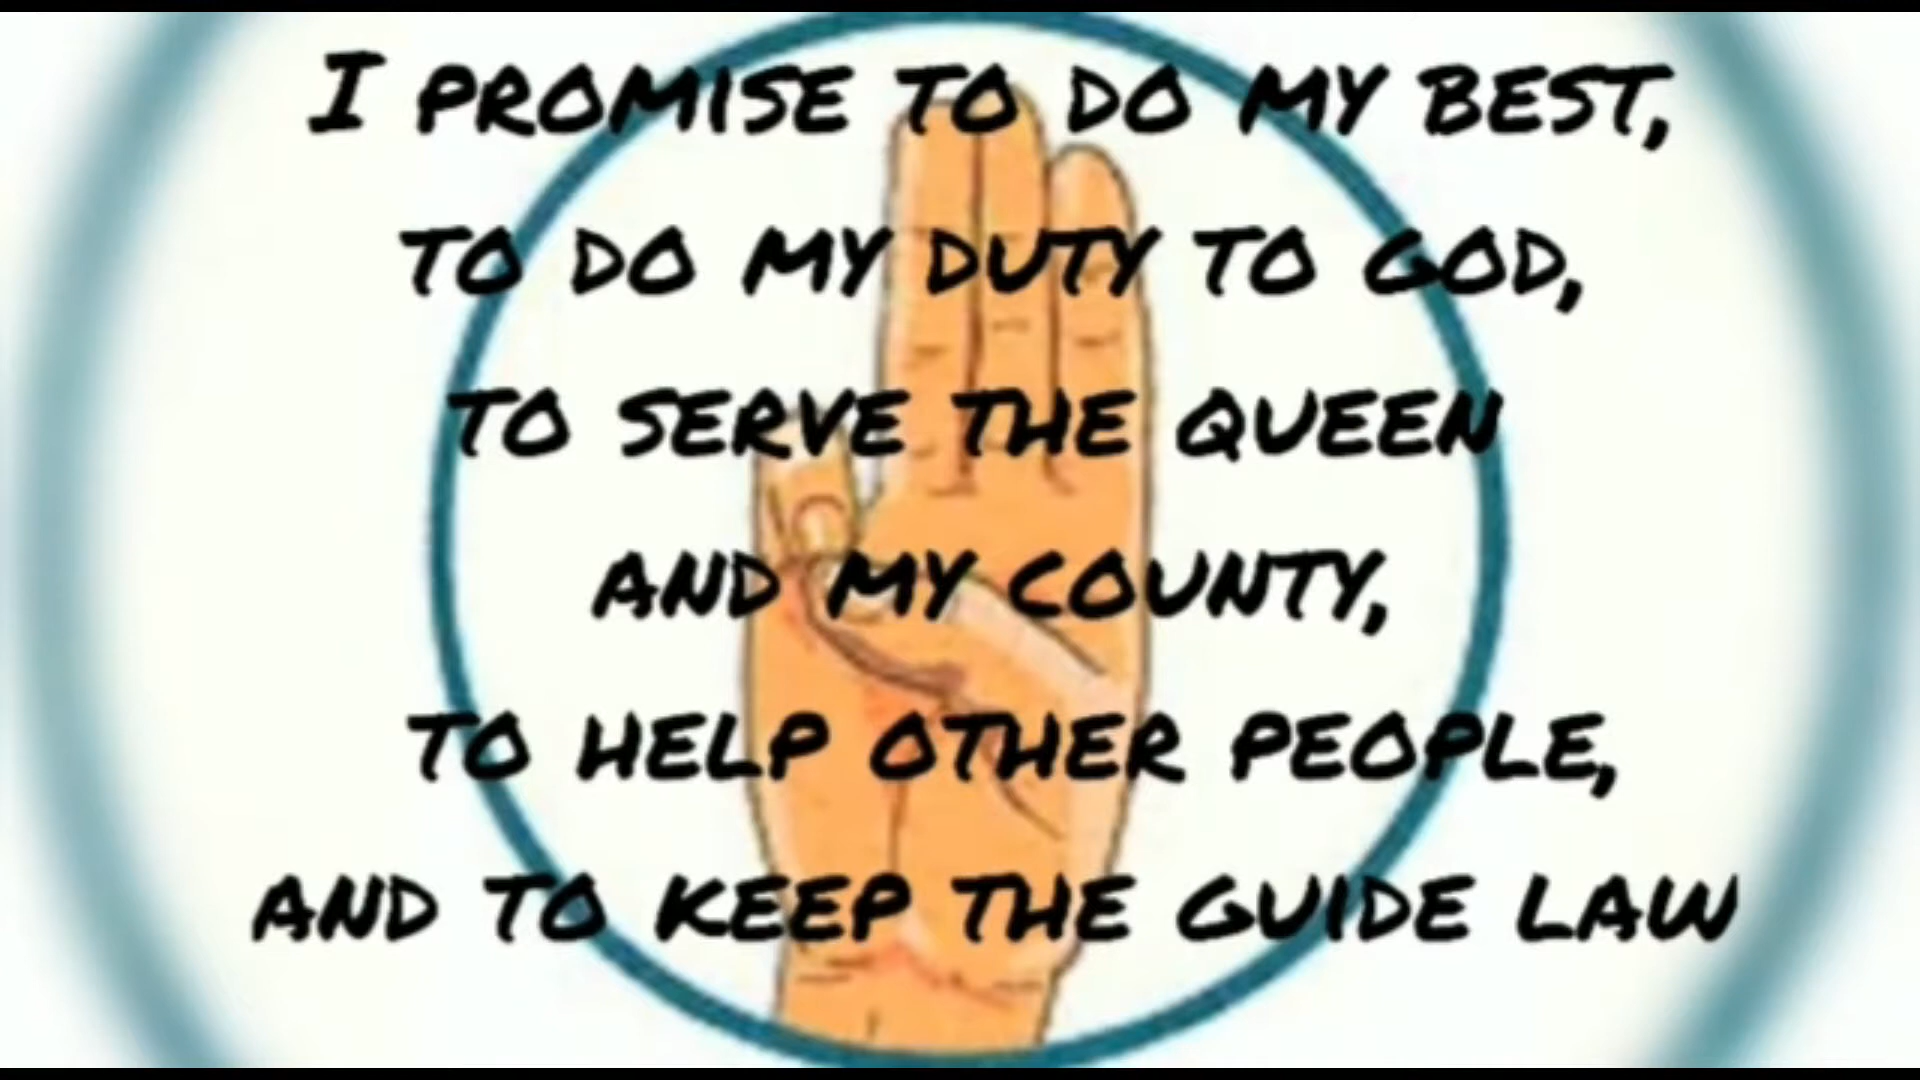 I PROMISE TO DO MY BEST,
TO DO MY DUTY TO GOD,
TO SERVE THE QUEEN
AND MY COUNTY,
TO HELP OTHER PEOPLE,
AND TO KEEP THE GUIDE LAW